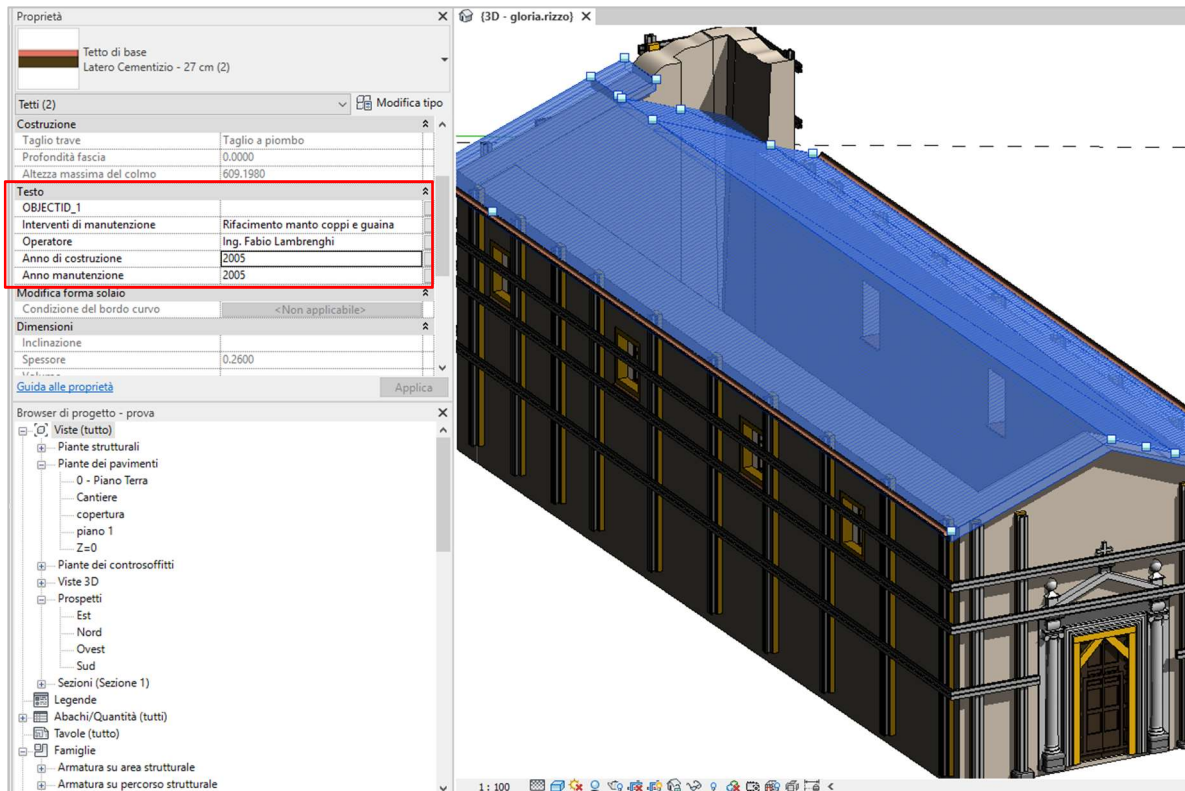 Proprietà
Tetto di base
Latero Cementizio - 27 cm (2)
Tetti (2)
Modifica tipo
Costruzione
Taglio trave Taglio a piombo
Profondità fascia 0.0000
Altezza massima del colmo 609.1980
Testo
OBJECTID_1
Interventi di manutenzione Rifacimento manto coppi e guaina
Operatore Ing. Fabio Lambrenghi
Anno di costruzione 2005
Anno manutenzione 2005
Modifica forma solaio
Condizione del bordo curvo <Non applicabile>
Dimensioni
Inclinazione
Spessore 0.2600
Volume
Guida alle proprietà Applica
Browser di progetto - prova
Viste (tutto)
Piante strutturali
Piante dei pavimenti
0 - Piano Terra
Cantiere
copertura
piano 1
Z=0
Piante dei controsoffitti
Viste 3D
Prospetti
Est
Nord
Ovest
Sud
Sezioni (Sezione 1)
Legende
Abachi/Quantità (tutti)
Tavole (tutto)
Famiglie
Armatura su area strutturale
Armatura su percorso strutturale
{3D - gloria.rizzo}
1 : 100